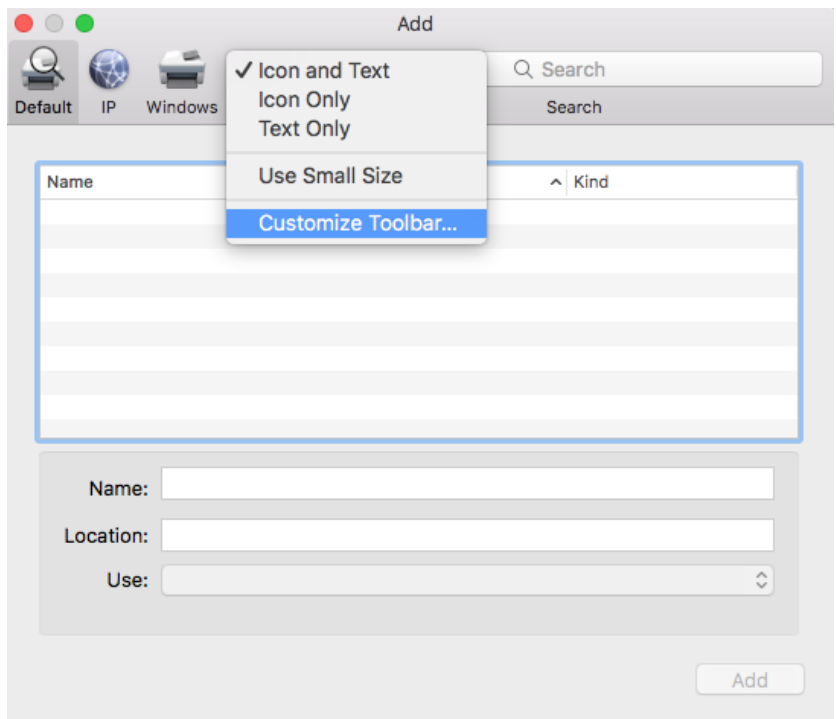 Add
✓ Icon and Text
Icon Only
Text Only
Use Small Size
Customize Toolbar...
Search
Default IP Windows Search
Name Kind
Name:
Location:
Use:
Add